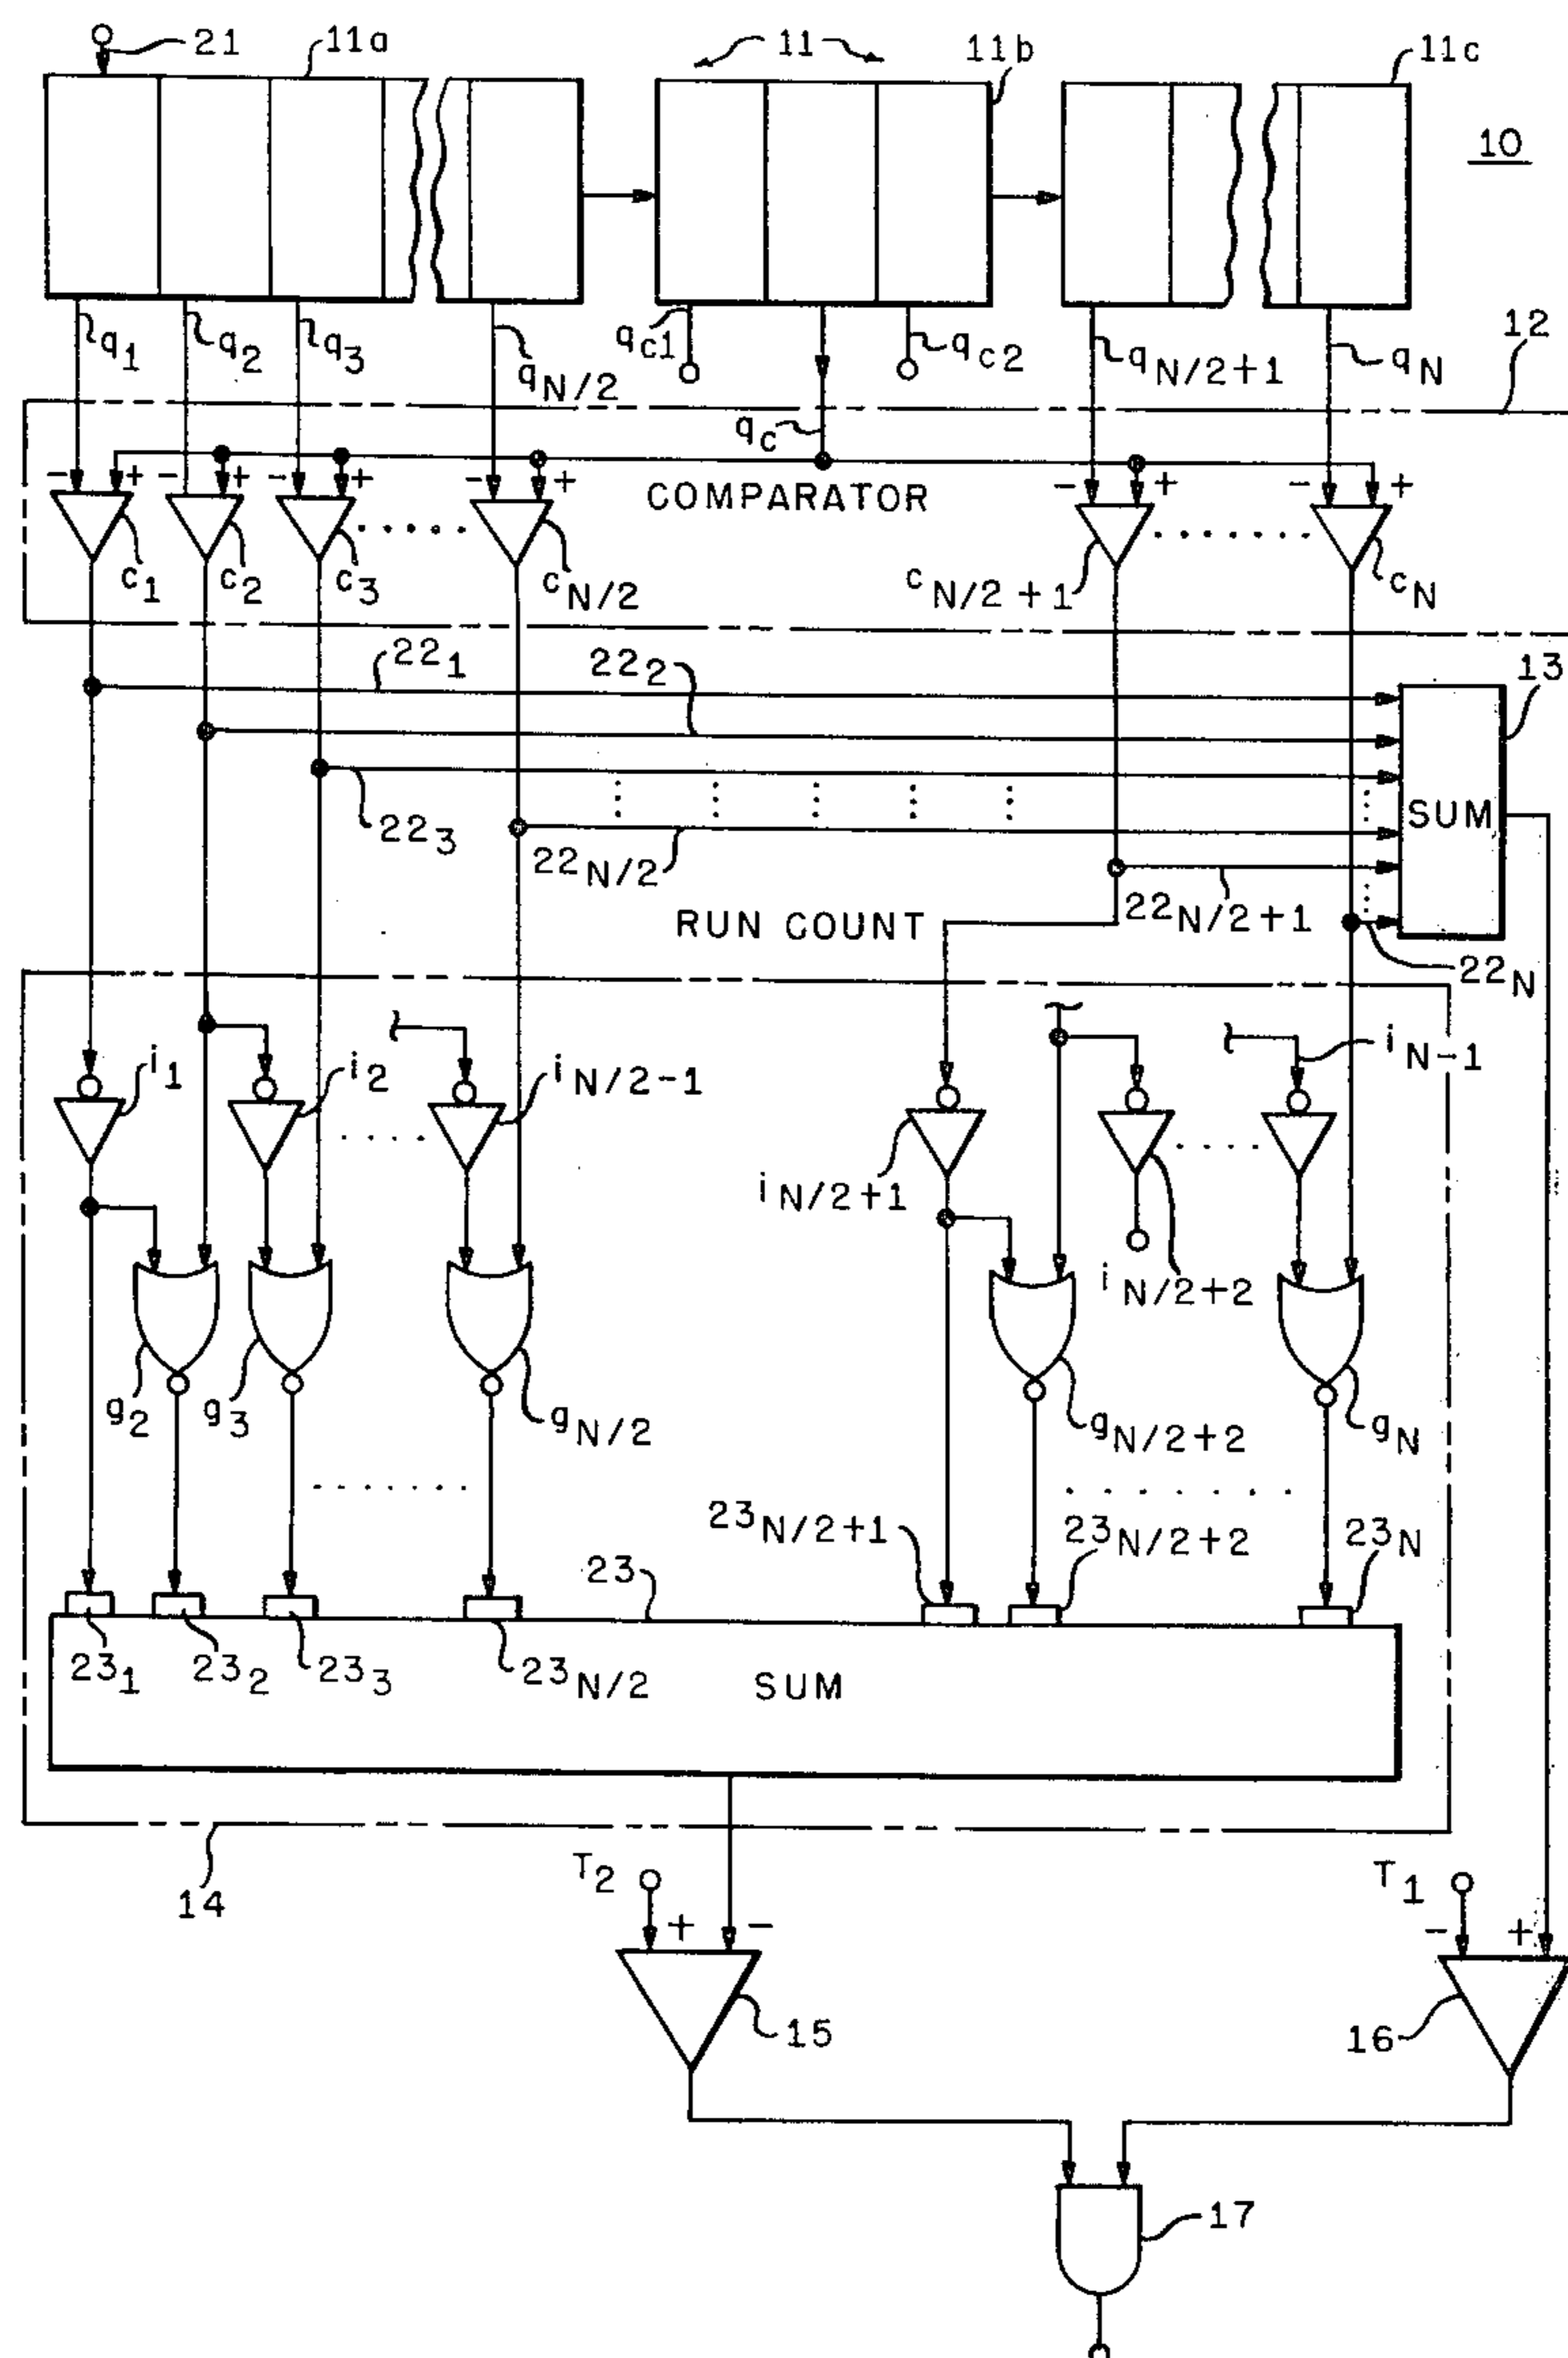 21 11a 11 11b 11c
10
q1 q2 q3 qN/2 qc1 qc2 qN/2+1 qN
12
qc
- + - + - + - + - + - +
COMPARATOR
c1 c2 c3 cN/2 cN/2+1 cN
22₁ 22₂ 13
22₃ SUM
22N/2 22N/2+1
RUN COUNT
22N
i1 i2 iN/2-1 iN-1
iN/2+1 iN/2+2
g2 g3 gN/2 gN/2+2 gN
23 23N/2+1 23N/2+2 23N
23₁ 23₂ 23₃ 23N/2 SUM
14
T2 T1
+ - - +
15 16
17